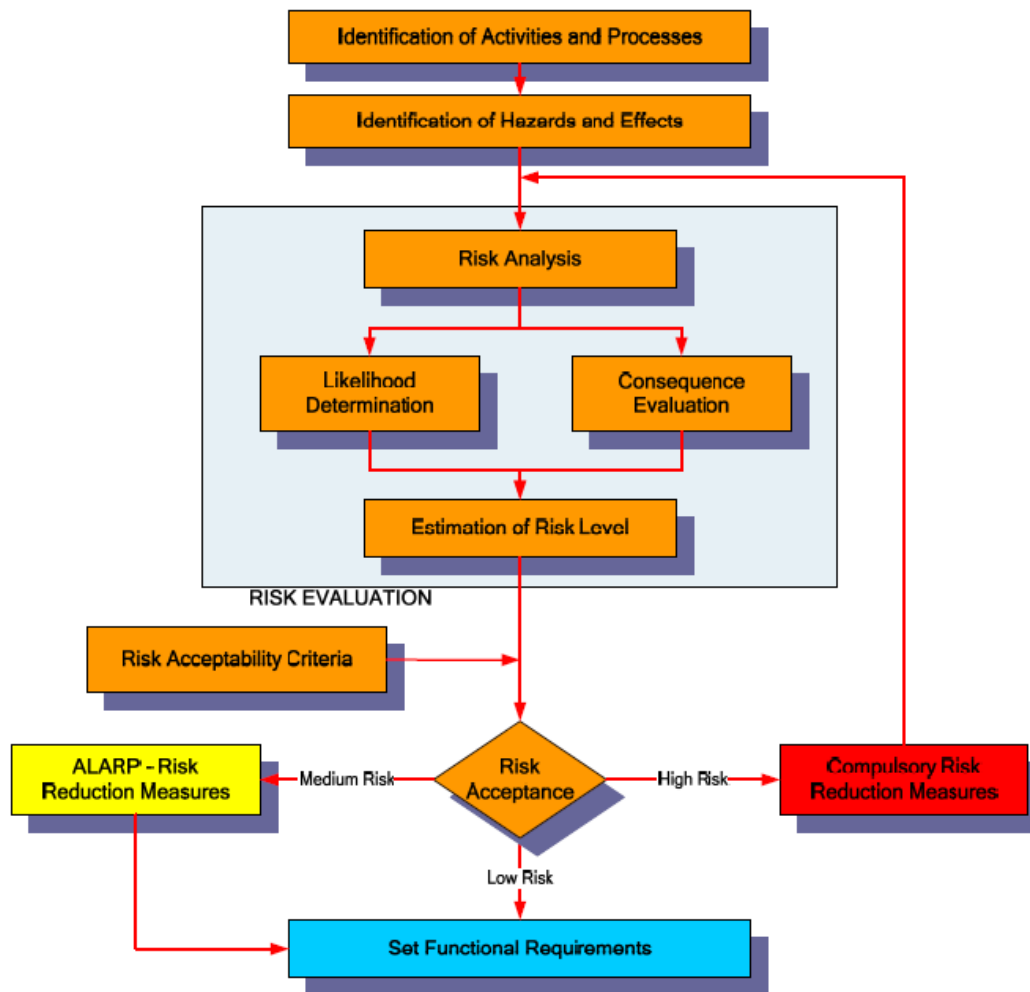 Identification of Activities and Processes
Identification of Hazards and Effects
Risk Analysis
Likelihood
Determination
Consequence
Evaluation
Estimation of Risk Level
RISK EVALUATION
Risk Acceptability Criteria
ALARP - Risk
Reduction Measures
Medium Risk
Risk
Acceptance
High Risk
Compulsory Risk
Reduction Measures
Low Risk
Set Functional Requirements